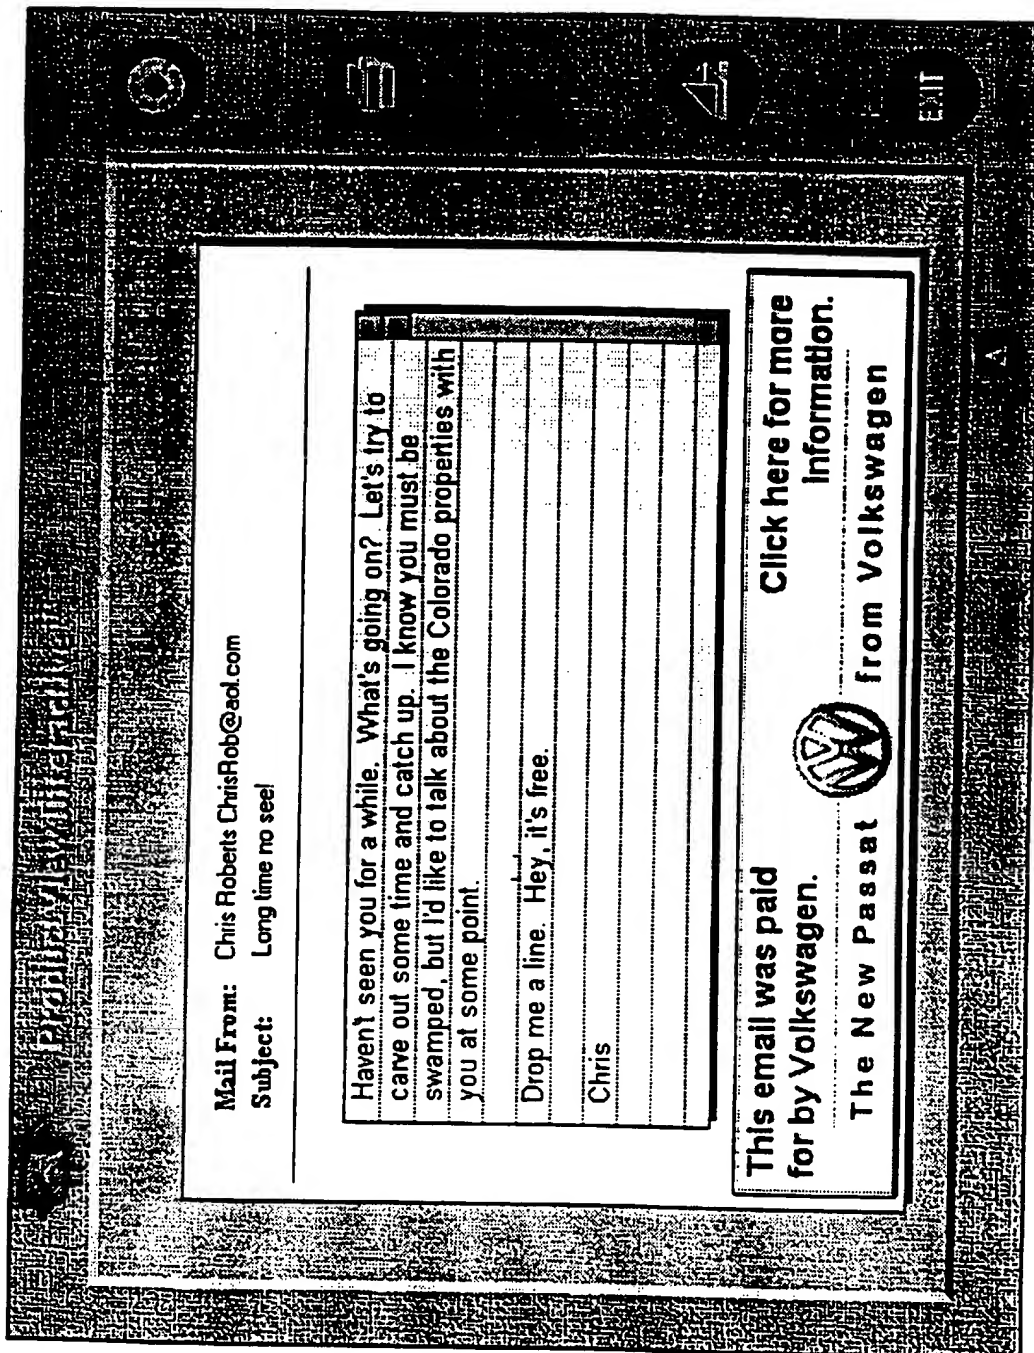 ProfileView Interactive
Mail From: Chris Roberts ChrisRob@aol.com
Subject: Long time no see!
Haven't seen you for a while. What's going on? Let's try to
carve out some time and catch up. I know you must be
swamped, but I'd like to talk about the Colorado properties with
you at some point.
Drop me a line. Hey, it's free.
Chris
This email was paid
for by Volkswagen.
Click here for more
Information.
The New Passat
from Volkswagen
EXIT